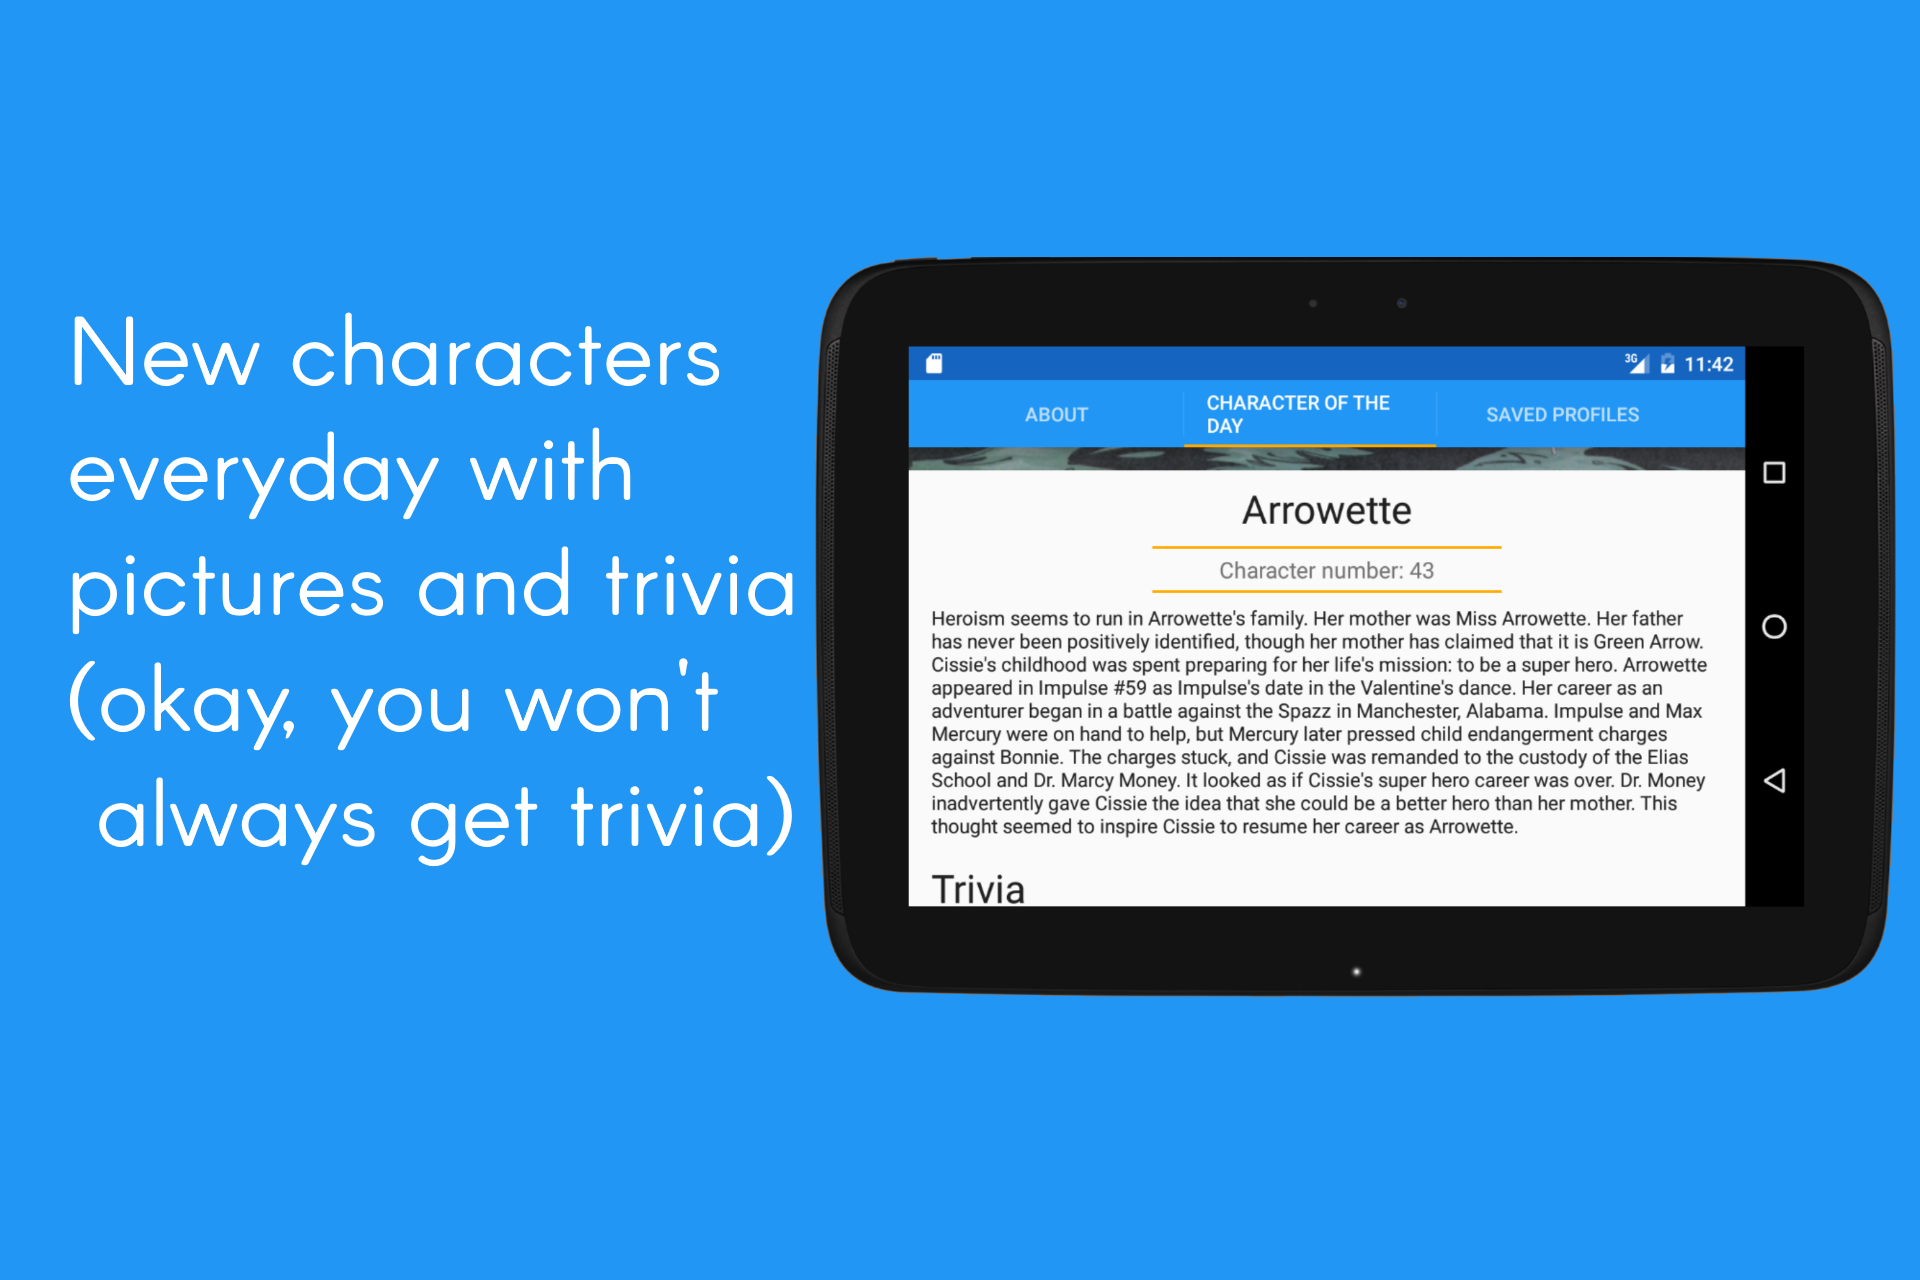 New characters
everyday with
pictures and trivia
(okay, you won't
always get trivia)
3G 11:42
ABOUT
CHARACTER OF THE
DAY
SAVED PROFILES
Arrowette
Character number: 43
Heroism seems to run in Arrowette's family. Her mother was Miss Arrowette. Her father
has never been positively identified, though her mother has claimed that it is Green Arrow.
Cissie's childhood was spent preparing for her life's mission: to be a super hero. Arrowette
appeared in Impulse #59 as Impulse's date in the Valentine's dance. Her career as an
adventurer began in a battle against the Spazz in Manchester, Alabama. Impulse and Max
Mercury were on hand to help, but Mercury later pressed child endangerment charges
against Bonnie. The charges stuck, and Cissie was remanded to the custody of the Elias
School and Dr. Marcy Money. It looked as if Cissie's super hero career was over. Dr. Money
inadvertently gave Cissie the idea that she could be a better hero than her mother. This
thought seemed to inspire Cissie to resume her career as Arrowette.
Trivia